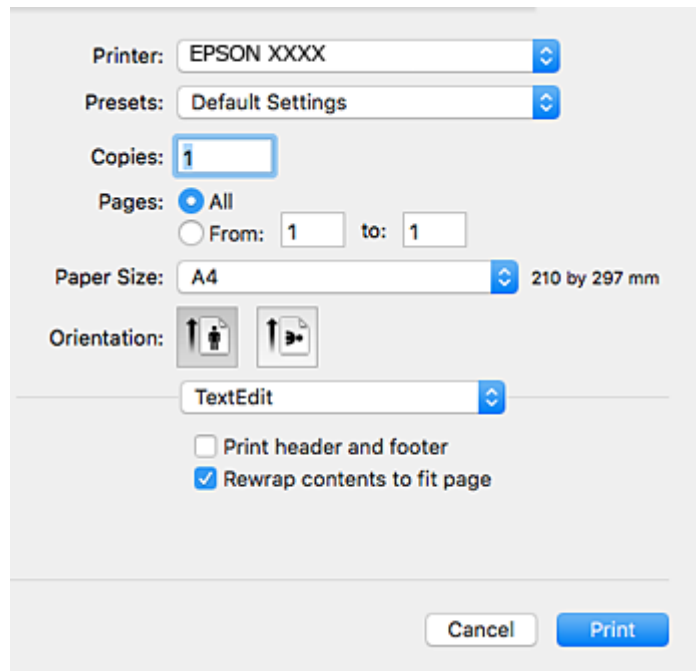 Printer: EPSON XXXX
Presets: Default Settings
Copies: 1
Pages: All
From: 1 to: 1
Paper Size: A4 210 by 297 mm
Orientation:
TextEdit
Print header and footer
Rewrap contents to fit page
Cancel Print